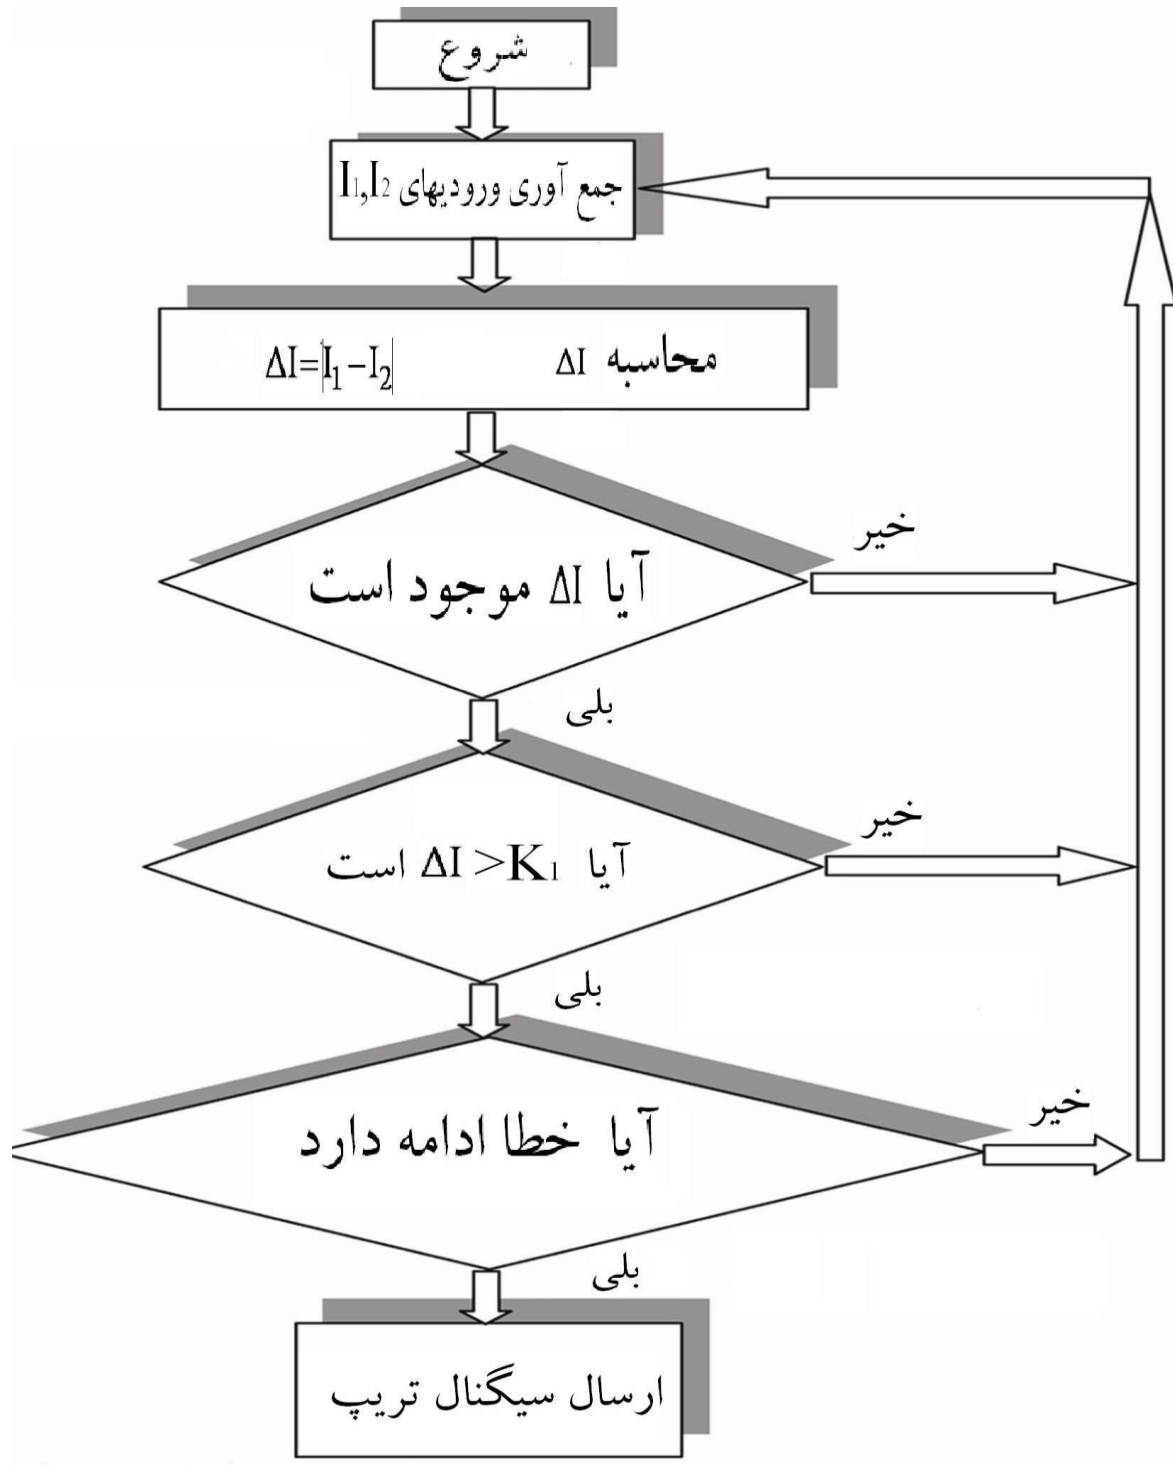 شروع
جمع آوری ورودیهای I1,I2
محاسبه ΔI ΔI=|I1−I2|
آیا ΔI موجود است
خیر
بلی
آیا ΔI >K1 است
خیر
بلی
آیا خطا ادامه دارد
خیر
بلی
ارسال سیگنال تریپ